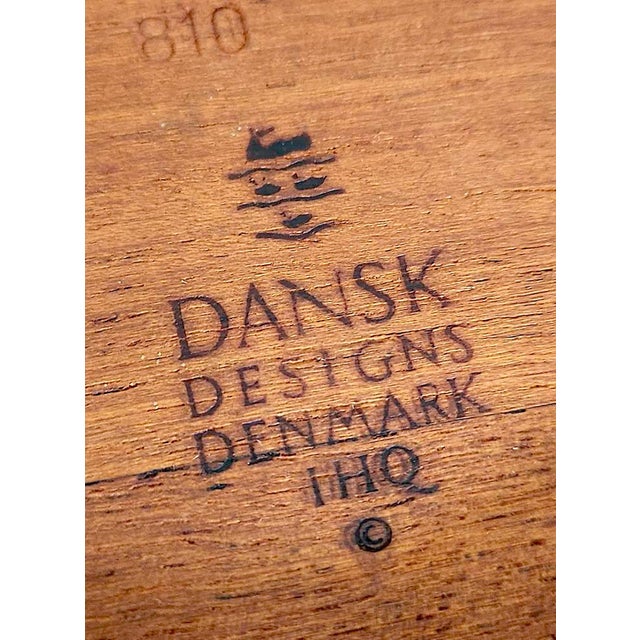 810
DANSK
DESIGNS
DENMARK
IHQ
©